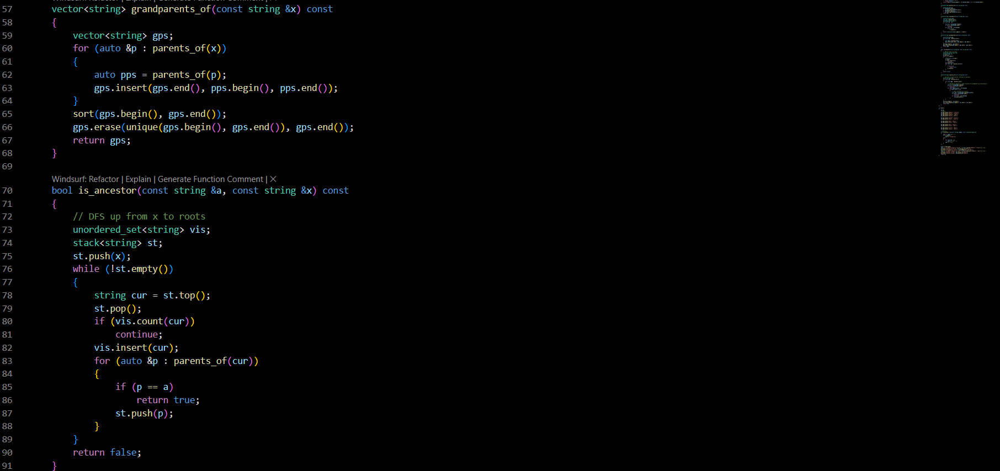 57 vector<string> grandparents_of(const string &x) const
58 {
59 vector<string> gps;
60 for (auto &p : parents_of(x))
61 {
62 auto pps = parents_of(p);
63 gps.insert(gps.end(), pps.begin(), pps.end());
64 }
65 sort(gps.begin(), gps.end());
66 gps.erase(unique(gps.begin(), gps.end()), gps.end());
67 return gps;
68 }
69
Windsurf: Refactor | Explain | Generate Function Comment | ×
70 bool is_ancestor(const string &a, const string &x) const
71 {
72 // DFS up from x to roots
73 unordered_set<string> vis;
74 stack<string> st;
75 st.push(x);
76 while (!st.empty())
77 {
78 string cur = st.top();
79 st.pop();
80 if (vis.count(cur))
81 continue;
82 vis.insert(cur);
83 for (auto &p : parents_of(cur))
84 {
85 if (p == a)
86 return true;
87 st.push(p);
88 }
89 }
90 return false;
91 }